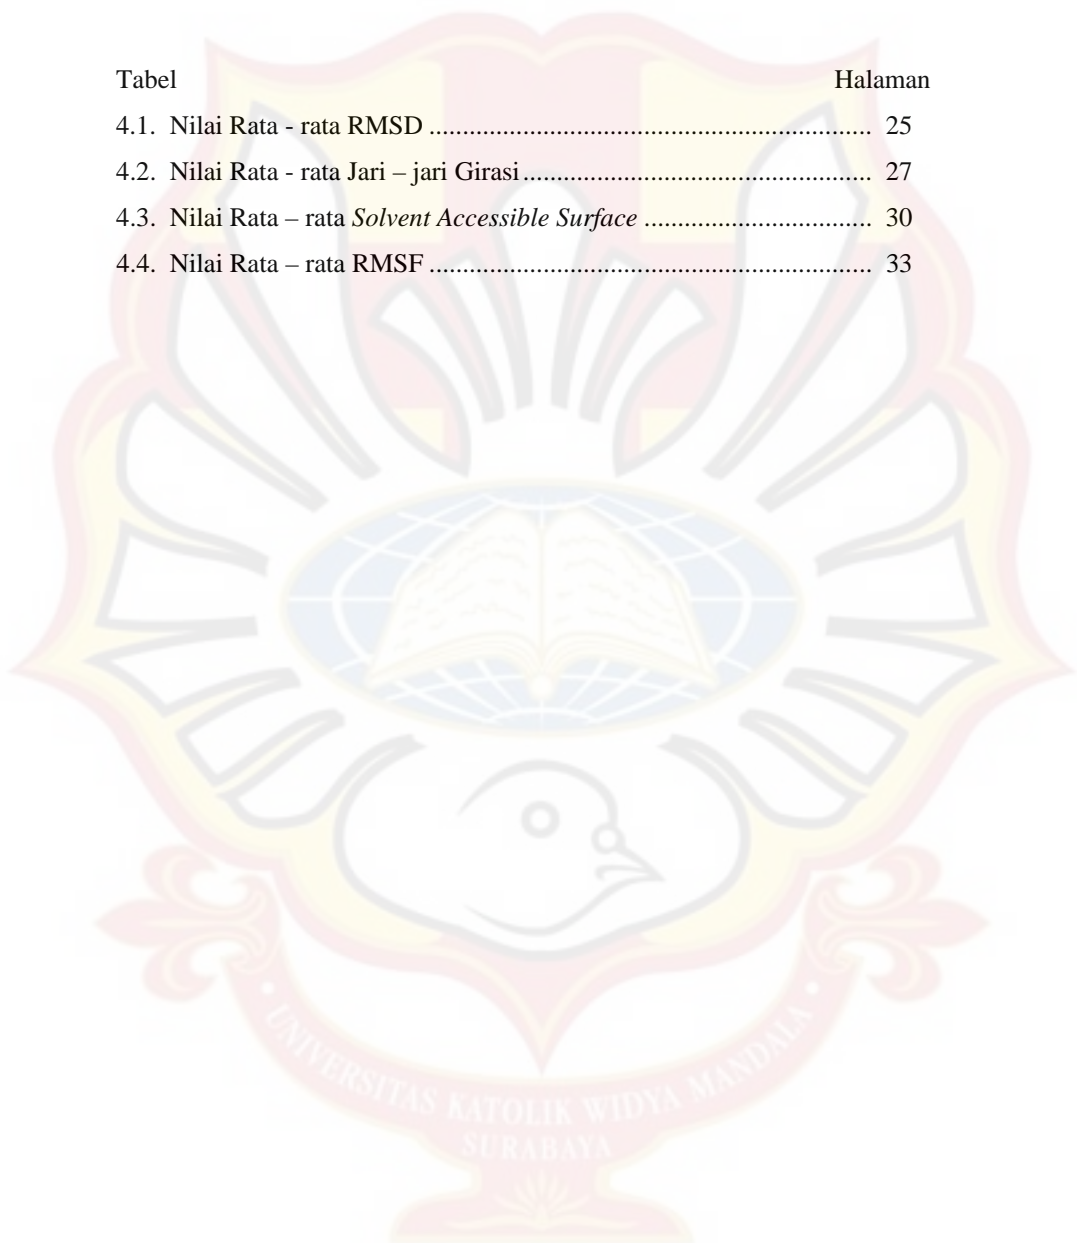 Tabel Halaman
4.1. Nilai Rata - rata RMSD .................................................................. 25
4.2. Nilai Rata - rata Jari – jari Girasi .................................................... 27
4.3. Nilai Rata – rata Solvent Accessible Surface .................................. 30
4.4. Nilai Rata – rata RMSF .................................................................. 33
• UNIVERSITAS KATOLIK WIDYA MANDALA •
SURABAYA